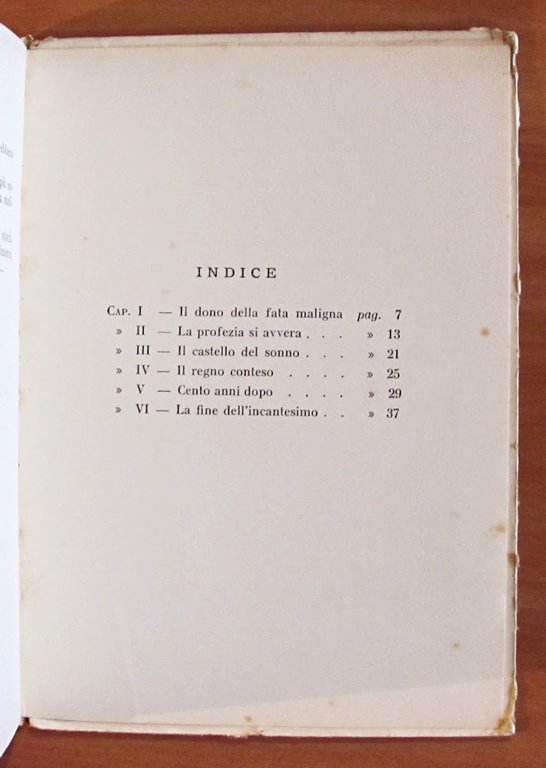 INDICE
CAP. I — Il dono della fata maligna pag. 7
» II — La profezia si avvera . . . » 13
» III — Il castello del sonno . . . » 21
» IV — Il regno conteso . . . . » 25
» V — Cento anni dopo . . . . » 29
» VI — La fine dell'incantesimo . . » 37